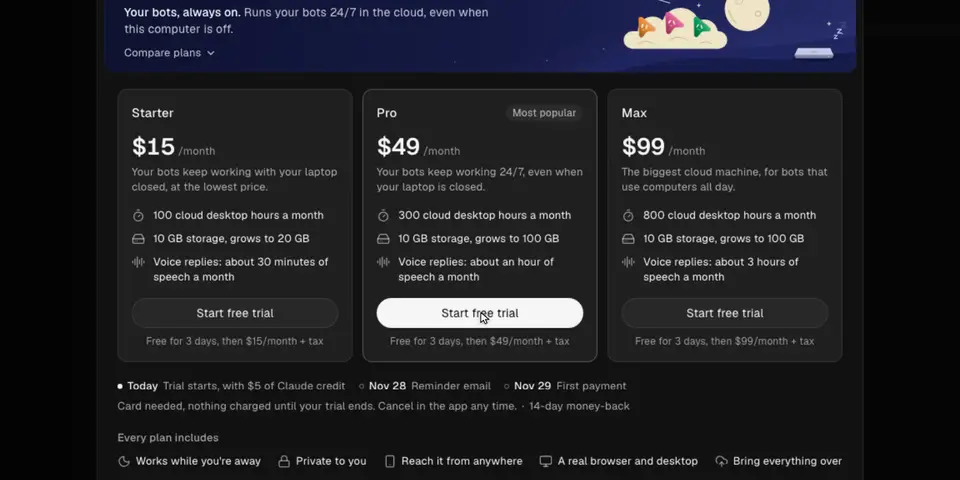 Your bots, always on. Runs your bots 24/7 in the cloud, even when
this computer is off.
Compare plans
z z z
Starter
$15 /month
Your bots keep working with your laptop
closed, at the lowest price.
100 cloud desktop hours a month
10 GB storage, grows to 20 GB
Voice replies: about 30 minutes of
speech a month
Start free trial
Free for 3 days, then $15/month + tax
Pro
Most popular
$49 /month
Your bots keep working 24/7, even when
your laptop is closed.
300 cloud desktop hours a month
10 GB storage, grows to 100 GB
Voice replies: about an hour of
speech a month
Start free trial
Free for 3 days, then $49/month + tax
Max
$99 /month
The biggest cloud machine, for bots that
use computers all day.
800 cloud desktop hours a month
10 GB storage, grows to 100 GB
Voice replies: about 3 hours of
speech a month
Start free trial
Free for 3 days, then $99/month + tax
Today Trial starts, with $5 of Claude credit Nov 28 Reminder email Nov 29 First payment
Card needed, nothing charged until your trial ends. Cancel in the app any time. · 14-day money-back
Every plan includes
Works while you're away Private to you Reach it from anywhere A real browser and desktop Bring everything over